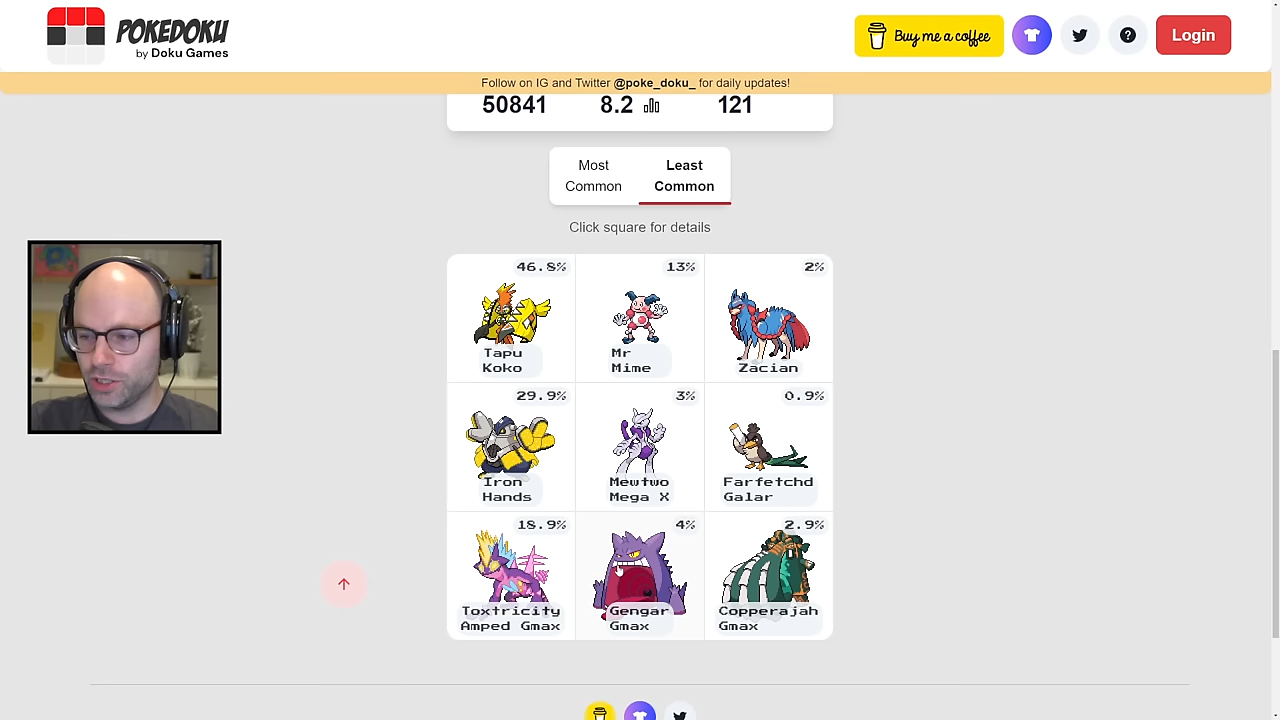 POKEDOKU
by Doku Games
Buy me a coffee
Login
Follow on IG and Twitter @poke_doku_ for daily updates!
50841 8.2 121
Most Common
Least Common
Click square for details
46.8% 13% 2%
Tapu Koko
Mr Mime
Zacian
29.9% 3% 0.9%
Iron Hands
Mewtwo Mega X
Farfetchd Galar
18.9% 4% 2.9%
Toxtricity Amped Gmax
Gengar Gmax
Copperajah Gmax